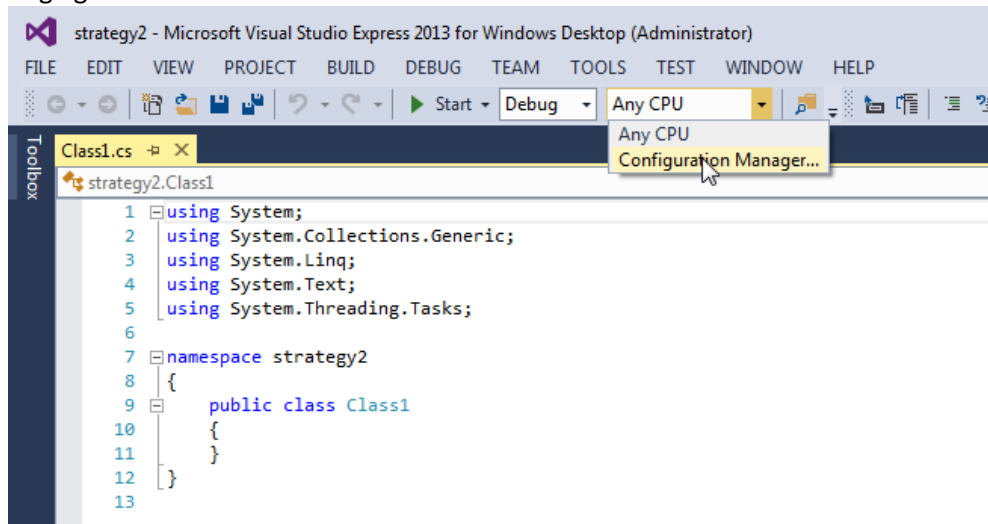 strategy2 - Microsoft Visual Studio Express 2013 for Windows Desktop (Administrator)
FILE EDIT VIEW PROJECT BUILD DEBUG TEAM TOOLS TEST WINDOW HELP
Start Debug Any CPU
Any CPU
Configuration Manager...
Toolbox
Class1.cs
strategy2.Class1
1 using System;
2 using System.Collections.Generic;
3 using System.Linq;
4 using System.Text;
5 using System.Threading.Tasks;
6
7 namespace strategy2
8 {
9 public class Class1
10 {
11 }
12 }
13